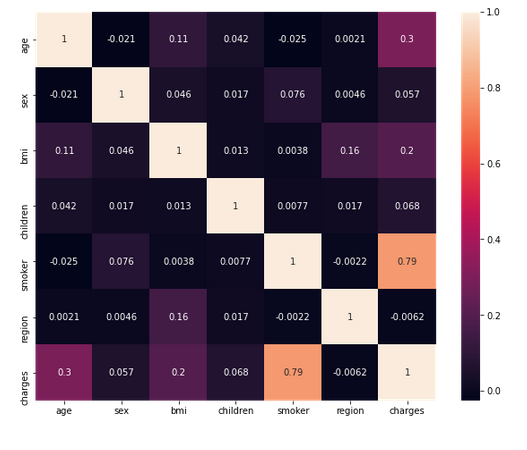 age 1 -0.021 0.11 0.042 -0.025 0.0021 0.3
sex -0.021 1 0.046 0.017 0.076 0.0046 0.057
bmi 0.11 0.046 1 0.013 0.0038 0.16 0.2
children 0.042 0.017 0.013 1 0.0077 0.017 0.068
smoker -0.025 0.076 0.0038 0.0077 1 -0.0022 0.79
region 0.0021 0.0046 0.16 0.017 -0.0022 1 -0.0062
charges 0.3 0.057 0.2 0.068 0.79 -0.0062 1
age sex bmi children smoker region charges
1.0
0.8
0.6
0.4
0.2
0.0